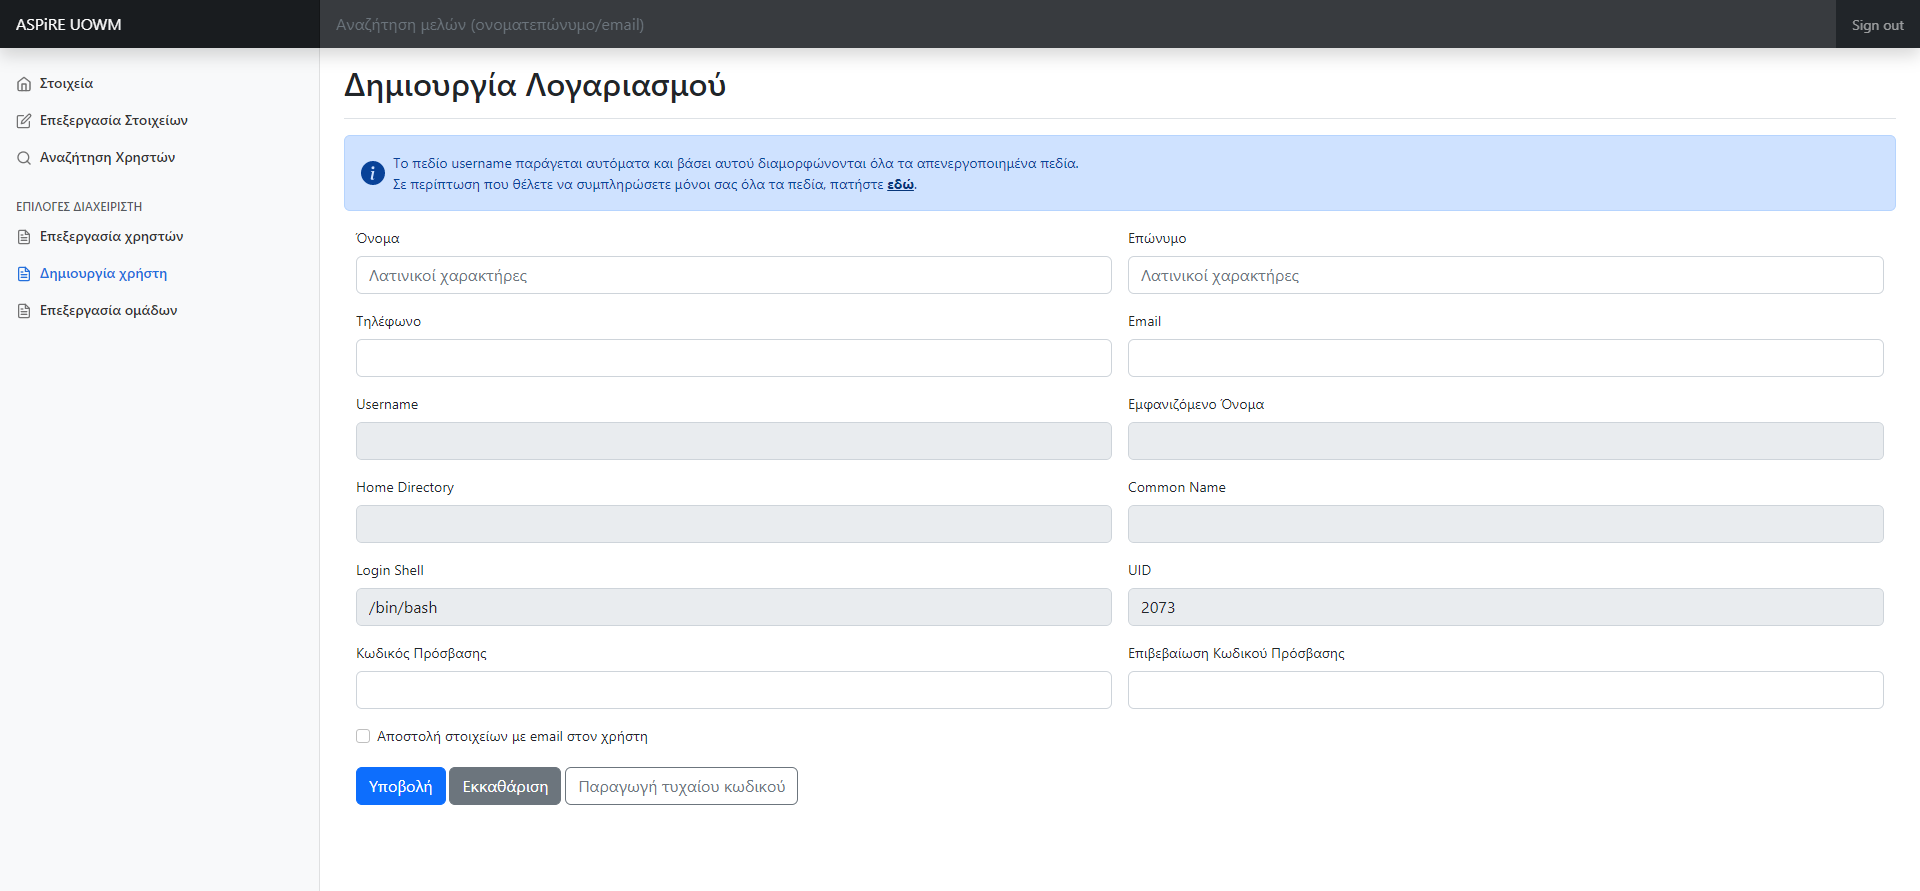 ASPiRE UOWM
Αναζήτηση μελών (ονοματεπώνυμο/email)
Sign out
Στοιχεία
Επεξεργασία Στοιχείων
Αναζήτηση Χρηστών
ΕΠΙΛΟΓΕΣ ΔΙΑΧΕΙΡΙΣΤΗ
Επεξεργασία χρηστών
Δημιουργία χρήστη
Επεξεργασία ομάδων
Δημιουργία Λογαριασμού
Το πεδίο username παράγεται αυτόματα και βάσει αυτού διαμορφώνονται όλα τα απενεργοποιημένα πεδία.
Σε περίπτωση που θέλετε να συμπληρώσετε μόνοι σας όλα τα πεδία, πατήστε εδώ.
Όνομα
Επώνυμο
Λατινικοί χαρακτήρες
Λατινικοί χαρακτήρες
Τηλέφωνο
Email
Username
Εμφανιζόμενο Όνομα
Home Directory
Common Name
Login Shell
UID
/bin/bash
2073
Κωδικός Πρόσβασης
Επιβεβαίωση Κωδικού Πρόσβασης
Αποστολή στοιχείων με email στον χρήστη
Υποβολή
Εκκαθάριση
Παραγωγή τυχαίου κωδικού